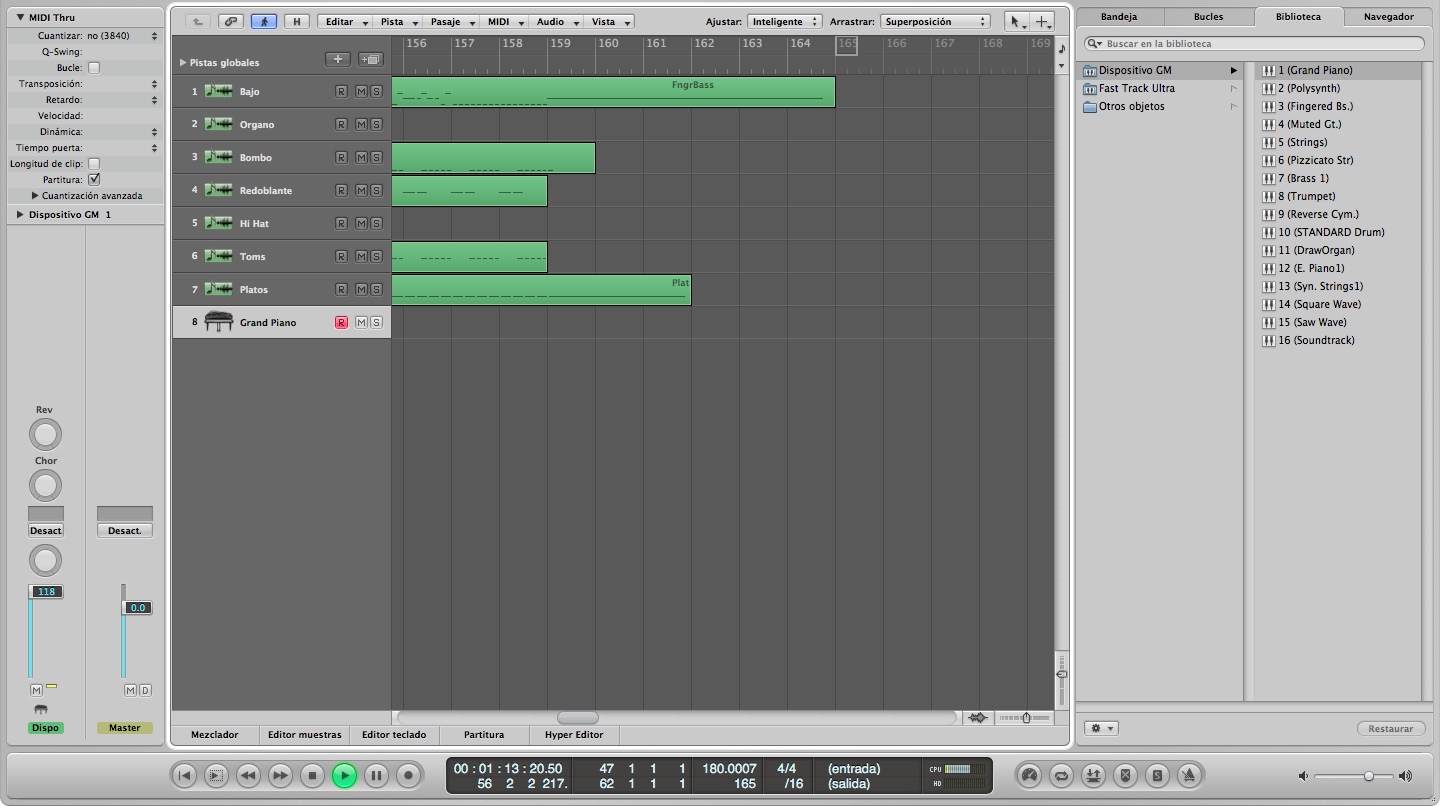 MIDI Thru
Cuantizar: no (3840)
Q-Swing:
Bucle:
Transposición:
Retardo:
Velocidad:
Dinámica:
Tiempo puerta:
Longitud de clip:
Partitura:
Cuantización avanzada
Dispositivo GM 1
Rev
Chor
Desact
Desact.
118
0.0
M
M D
Dispo
Master
H
Editar Pista Pasaje MIDI Audio Vista
Ajustar: Inteligente
Arrastrar: Superposición
156 157 158 159 160 161 162 163 164 165 166 167 168 169
Pistas globales
1 Bajo R M S
FngrBass
2 Organo R M S
3 Bombo R M S
4 Redoblante R M S
5 Hi Hat R M S
6 Toms R M S
7 Platos R M S
Plat
8 Grand Piano R M S
Mezclador Editor muestras Editor teclado Partitura Hyper Editor
Bandeja Bucles Biblioteca Navegador
Buscar en la biblioteca
Dispositivo GM
Fast Track Ultra
Otros objetos
1 (Grand Piano)
2 (Polysynth)
3 (Fingered Bs.)
4 (Muted Gt.)
5 (Strings)
6 (Pizzicato Str)
7 (Brass 1)
8 (Trumpet)
9 (Reverse Cym.)
10 (STANDARD Drum)
11 (DrawOrgan)
12 (E. Piano1)
13 (Syn. Strings1)
14 (Square Wave)
15 (Saw Wave)
16 (Soundtrack)
Restaurar
00 : 01 : 13 : 20.50 47 1 1 1 180.0007 4/4 (entrada) CPU
56 2 2 217. 62 1 1 1 165 /16 (salida) HD
S